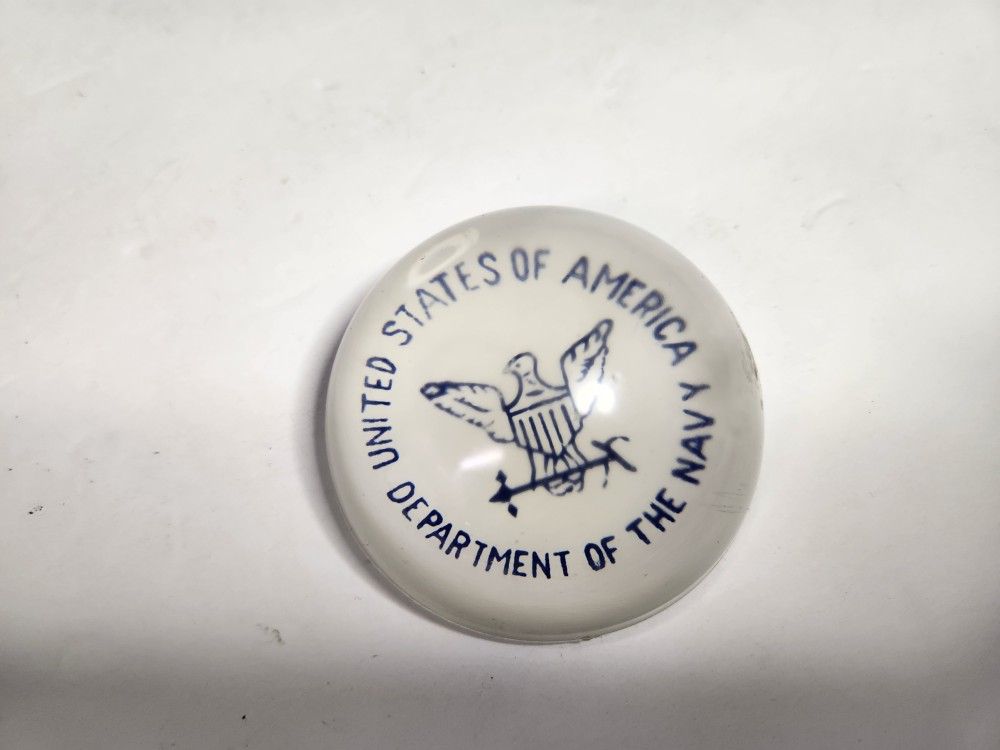 UNITED STATES OF AMERICA
DEPARTMENT OF THE NAVY